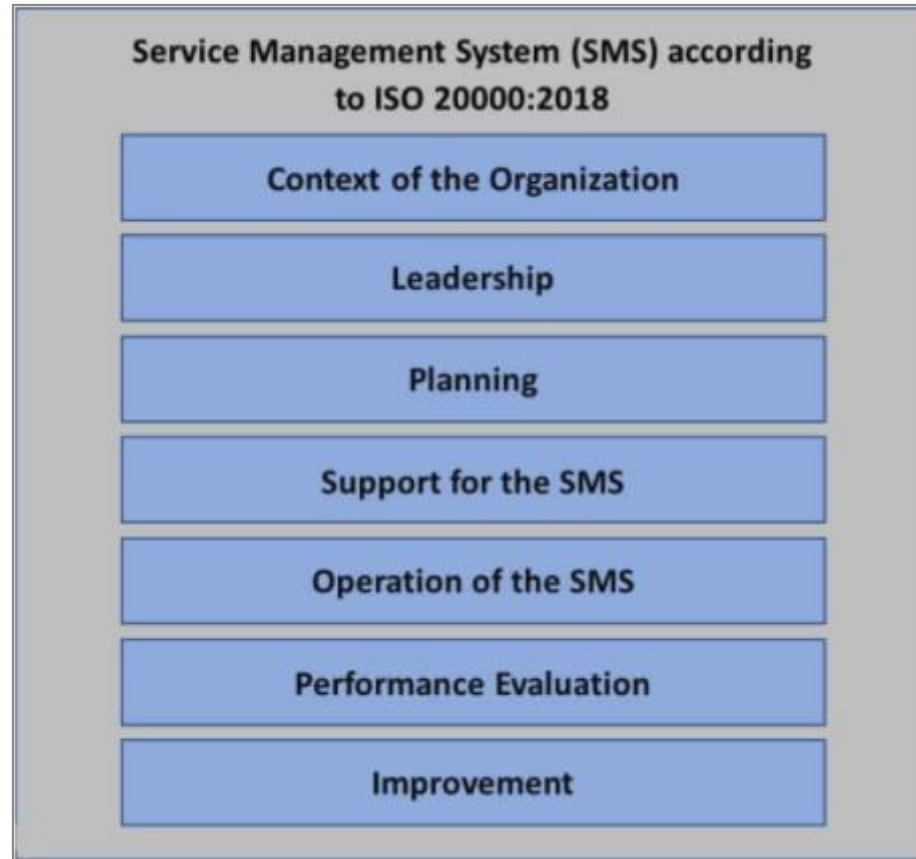 Service Management System (SMS) according
to ISO 20000:2018
Context of the Organization
Leadership
Planning
Support for the SMS
Operation of the SMS
Performance Evaluation
Improvement